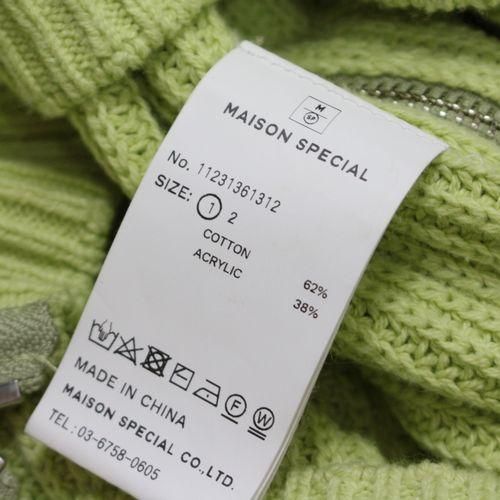 M
SP
MAISON SPECIAL
No. 11231361312
SIZE: 1 2
COTTON 62%
ACRYLIC 38%
F W
MADE IN CHINA
MAISON SPECIAL CO.,LTD.
TEL: 03-6758-0605